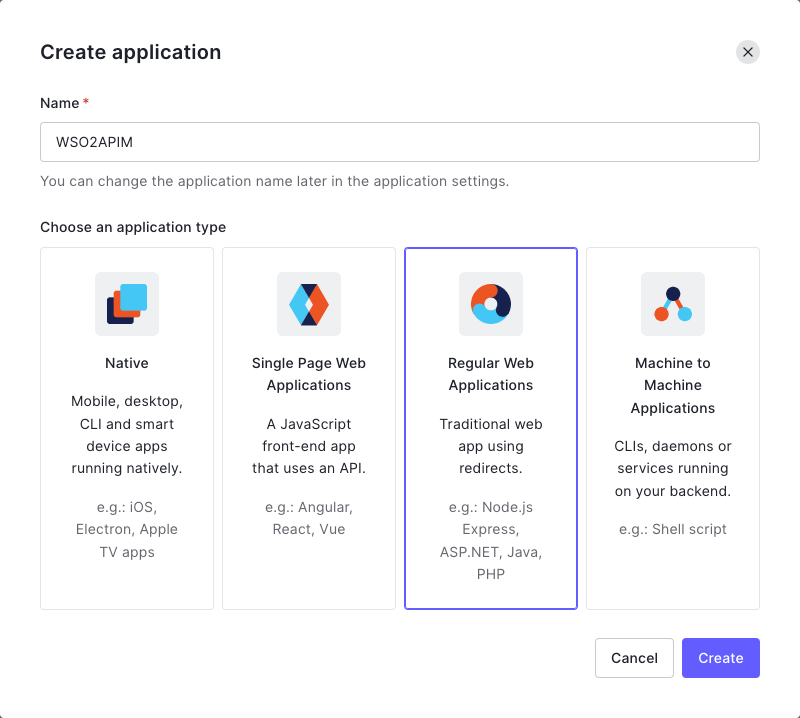 Create application
Name *
WSO2APIM
You can change the application name later in the application settings.
Choose an application type
Native
Mobile, desktop,
CLI and smart
device apps
running natively.
e.g.: iOS,
Electron, Apple
TV apps
Single Page Web
Applications
A JavaScript
front-end app
that uses an API.
e.g.: Angular,
React, Vue
Regular Web
Applications
Traditional web
app using
redirects.
e.g.: Node.js
Express,
ASP.NET, Java,
PHP
Machine to
Machine
Applications
CLIs, daemons or
services running
on your backend.
e.g.: Shell script
Cancel
Create